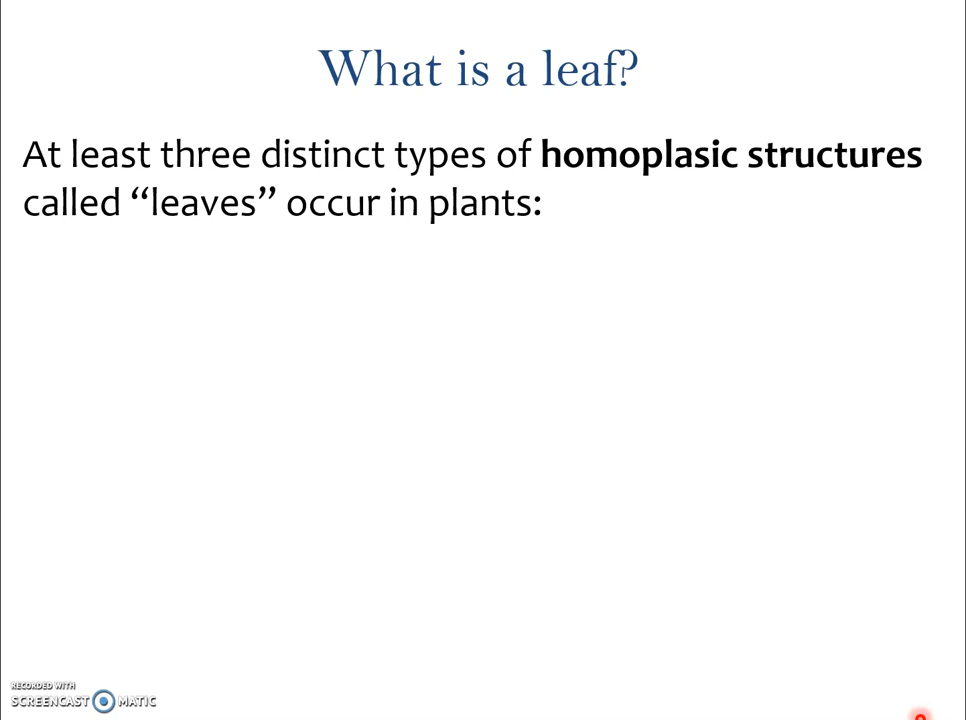 What is a leaf?
At least three distinct types of homoplasic structures
called “leaves” occur in plants:
RECORDED WITH
SCREENCAST MATIC